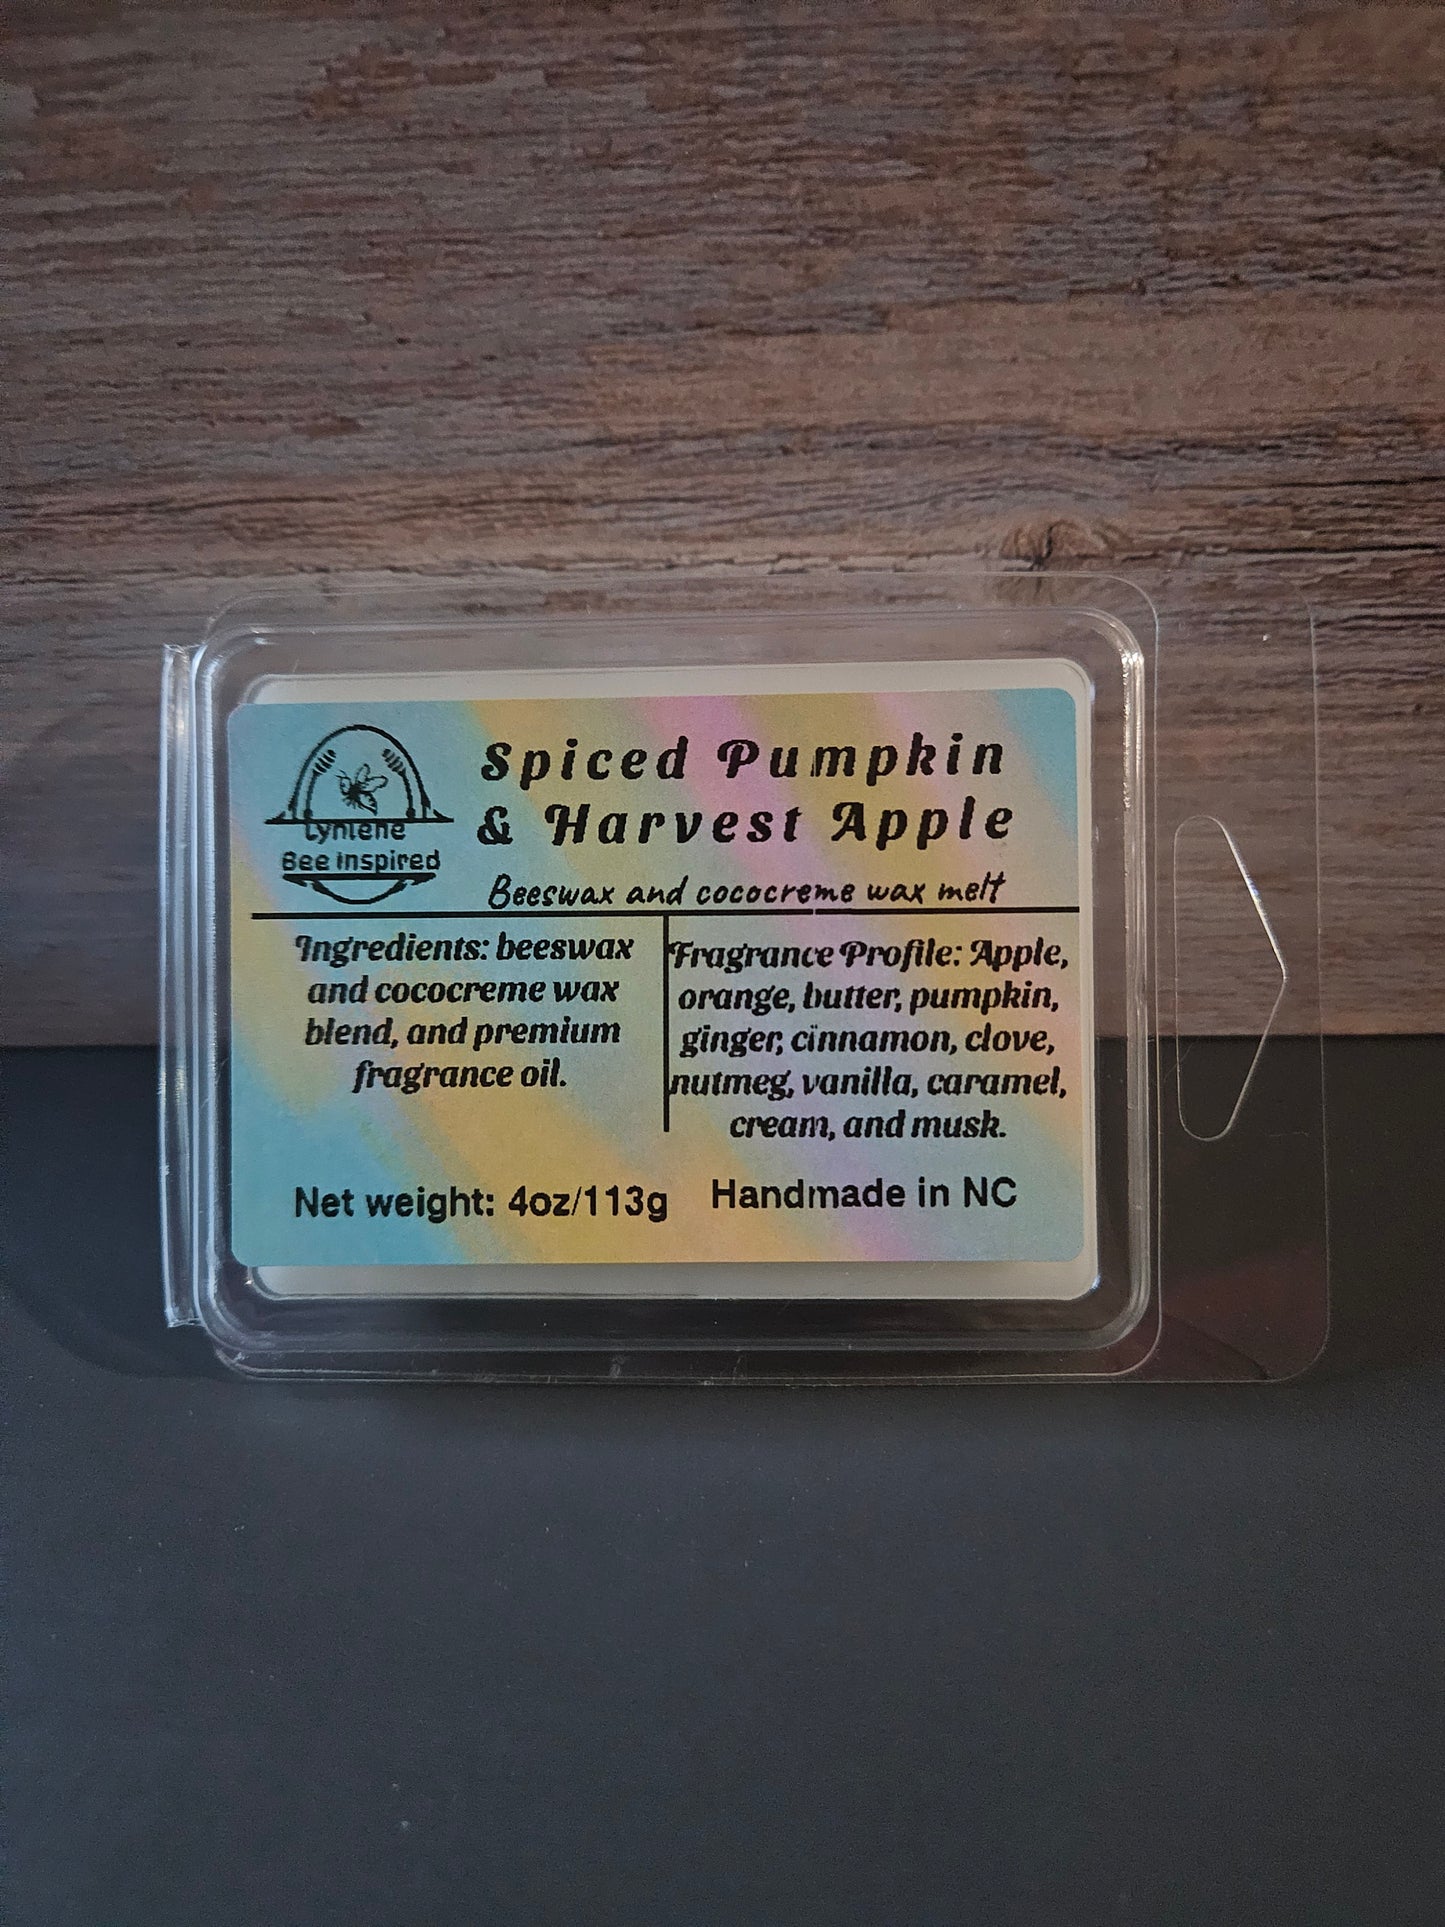 Lyniene
Bee Inspired
Spiced Pumpkin
& Harvest Apple
Beeswax and cococreme wax melt
Ingredients: beeswax
and cococreme wax
blend, and premium
fragrance oil.
Fragrance Profile: Apple,
orange, butter, pumpkin,
ginger, cinnamon, clove,
nutmeg, vanilla, caramel,
cream, and musk.
Net weight: 4oz/113g
Handmade in NC